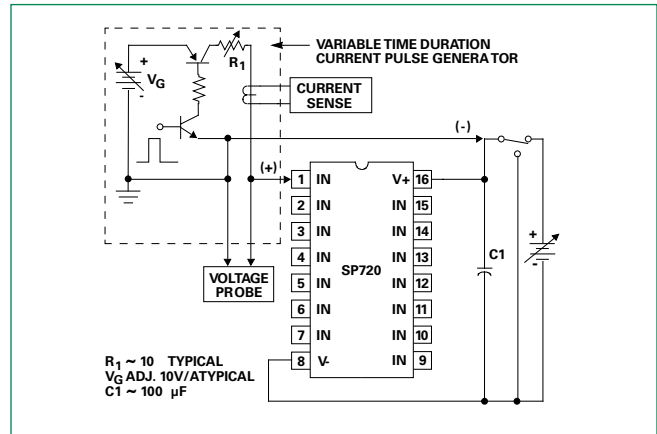 VARIABLE TIME DURATION
CURRENT PULSE GENERATOR
+
VG
-
R1
CURRENT
SENSE
(-)
(+)
1 IN V+ 16
2 IN IN 15
3 IN IN 14
4 IN IN 13
SP720
5 IN IN 12
6 IN IN 11
7 IN IN 10
8 V- IN 9
C1
+
-
VOLTAGE
PROBE
R1 ~ 10 TYPICAL
VG ADJ. 10V/ATYPICAL
C1 ~ 100 µF